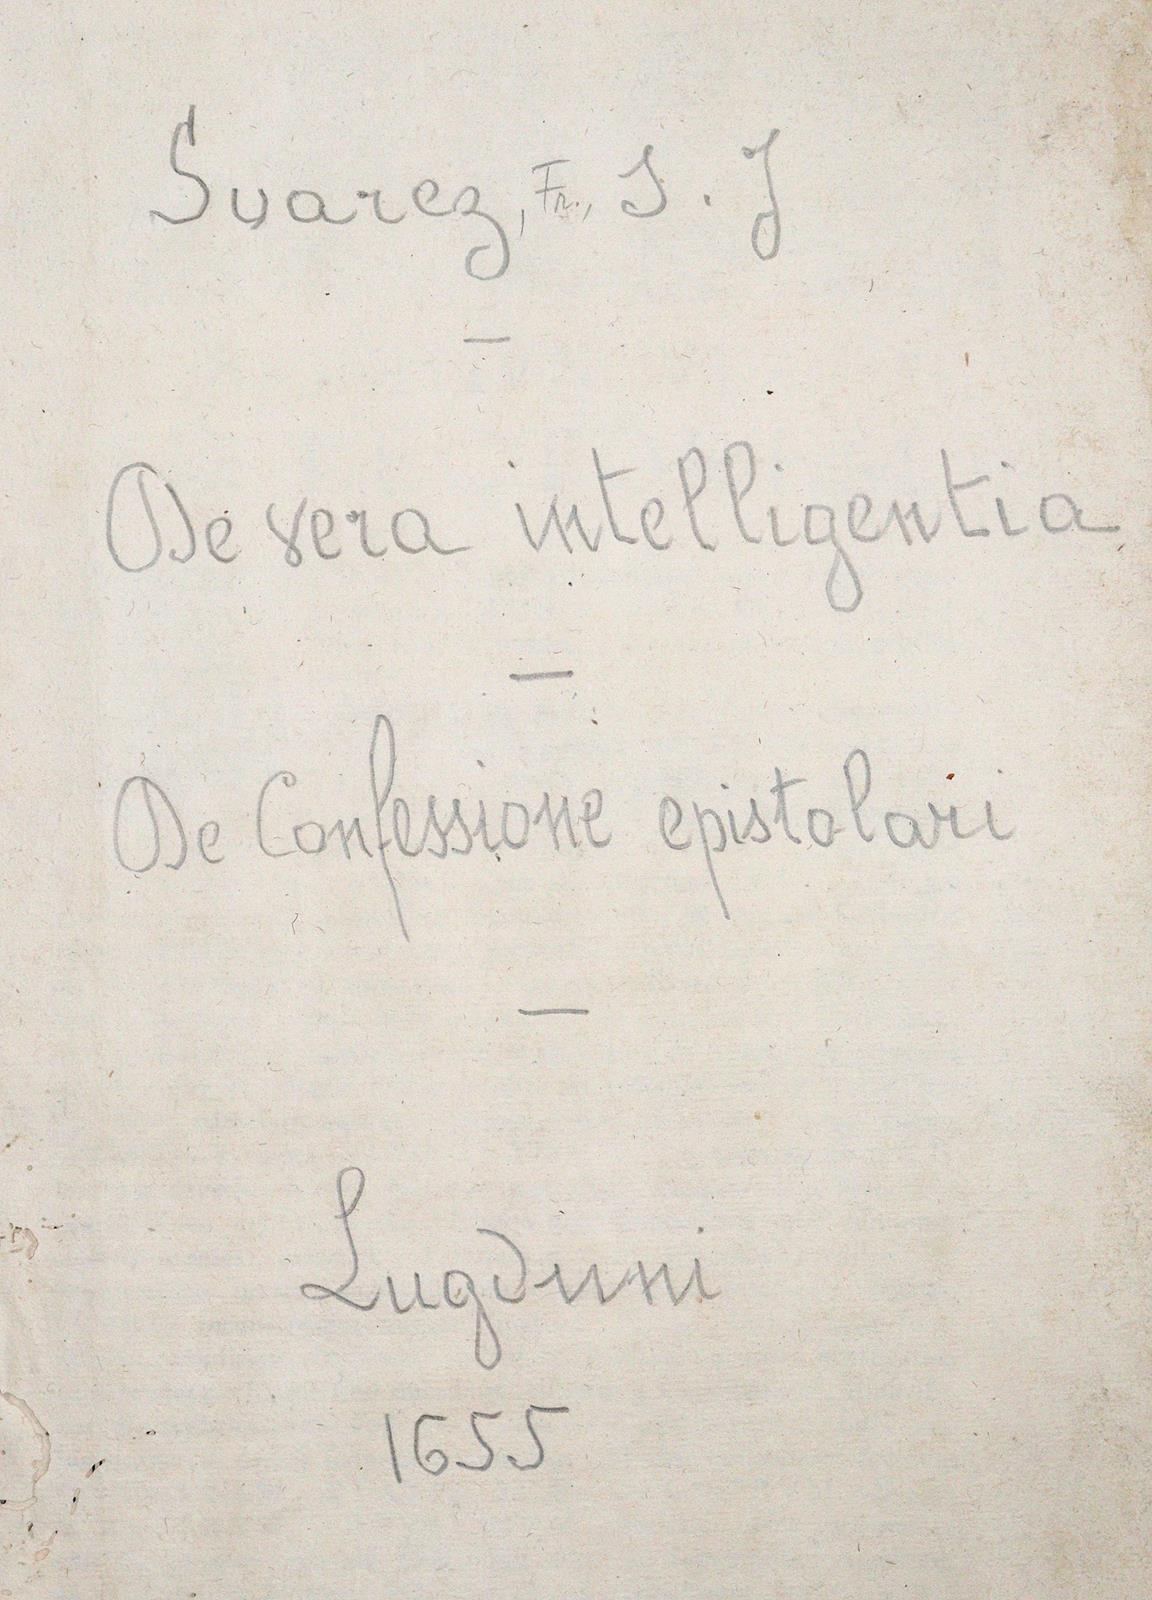 Suarez, Fr., S. J
—
De vera intelligentia
—
De Confessione epistolari
—
Lugduni
1655